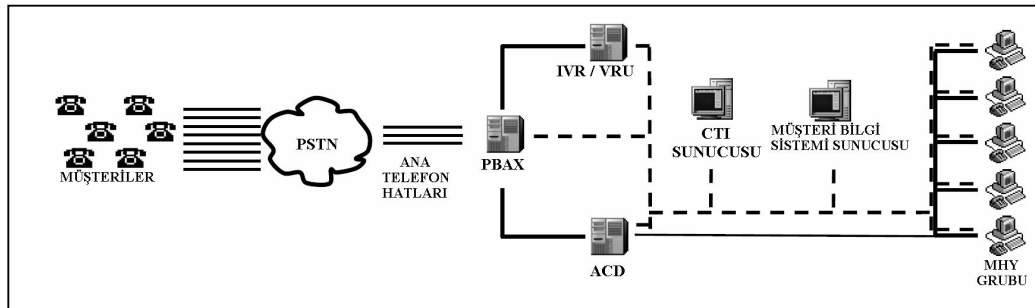 MÜŞTERİLER
PSTN
ANA
TELEFON
HATLARI
PBAX
IVR / VRU
ACD
CTI
SUNUCUSU
MÜŞTERİ BİLGİ
SİSTEMİ SUNUCUSU
MHY
GRUBU